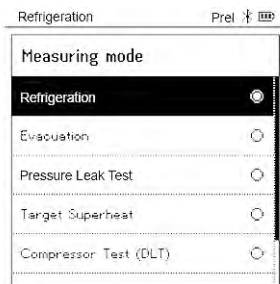 Refrigeration Prel
Measuring mode
Refrigeration
Evacuation
Pressure Leak Test
Target Superheat
Compressor Test (DLT)